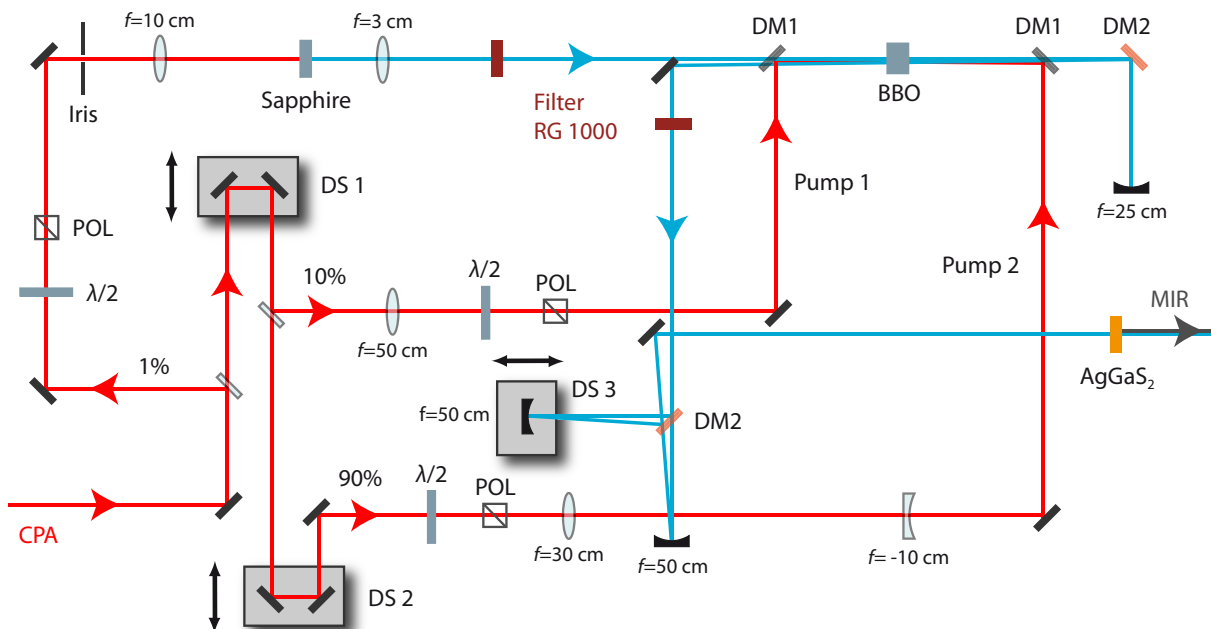 f=10 cm
f=3 cm
DM1
DM1
DM2
Iris
Sapphire
Filter
RG 1000
BBO
DS 1
Pump 1
f=25 cm
POL
Pump 2
λ/2
10%
λ/2
POL
MIR
f=50 cm
1%
DS 3
AgGaS₂
f=50 cm
DM2
90%
λ/2
POL
CPA
f=30 cm
f=50 cm
f= -10 cm
DS 2